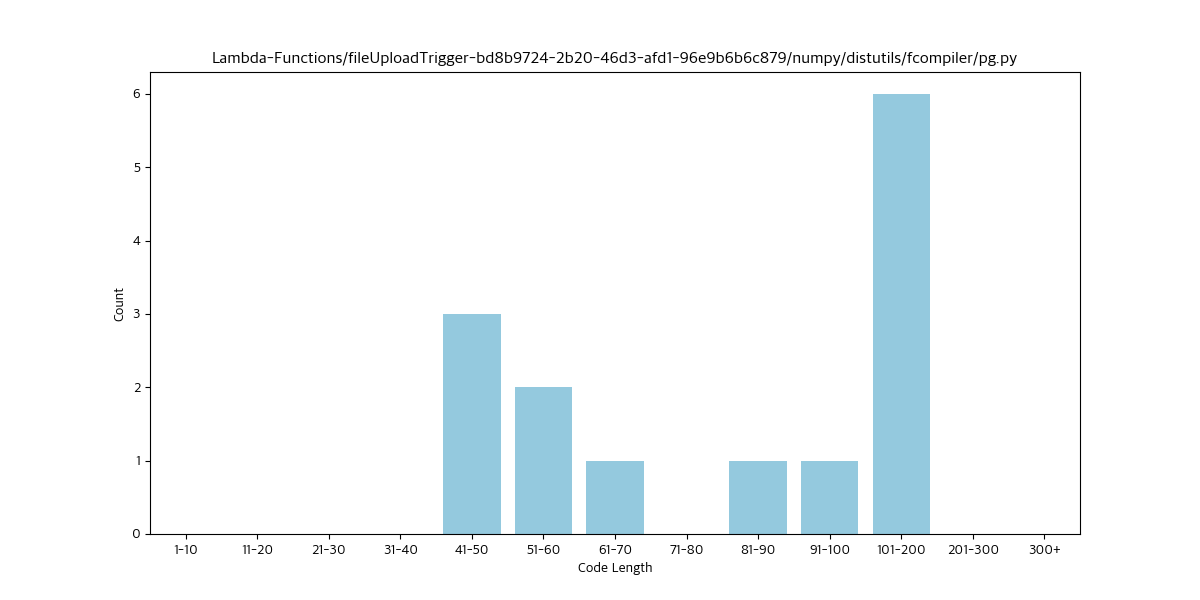 Lambda-Functions/fileUploadTrigger-bd8b9724-2b20-46d3-afd1-96e9b6b6c879/numpy/distutils/fcompiler/pg.py
6
5
4
3
2
1
0
Count
1-10 11-20 21-30 31-40 41-50 51-60 61-70 71-80 81-90 91-100 101-200 201-300 300+
Code Length